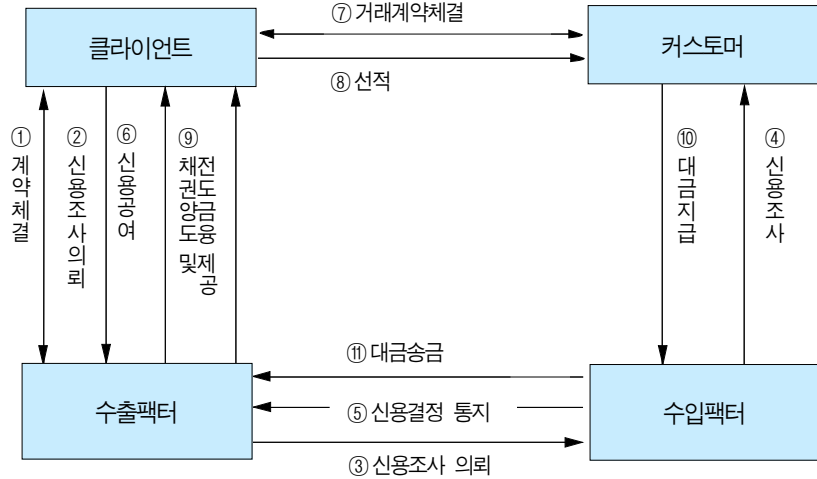 ⑦ 거래계약체결
클라이언트
커스토머
⑧ 선적
① 계약체결
② 신용조사의뢰
⑥ 신용공여
⑨ 채권양도 및
전도금융제공
⑩ 대금지급
④ 신용조사
⑪ 대금송금
수출팩터
⑤ 신용결정 통지
수입팩터
③ 신용조사 의뢰